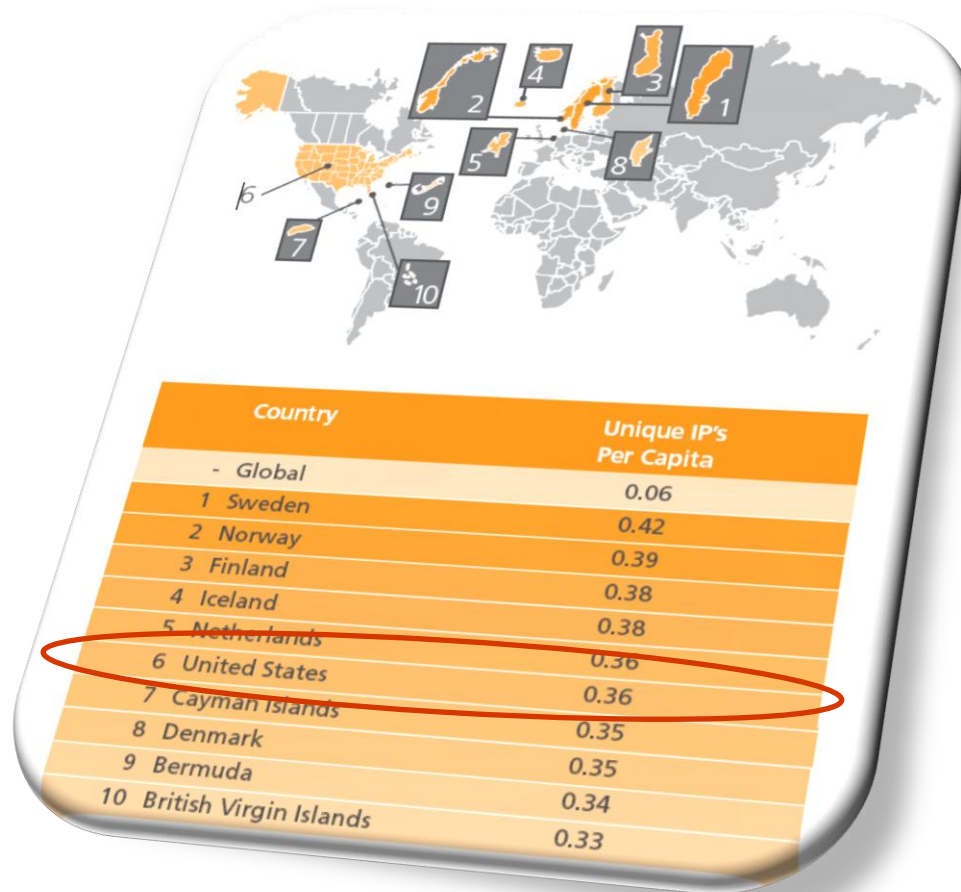 4
3
2
1
5
8
6
9
7
10
Country Unique IP's
Per Capita
- Global 0.06
1 Sweden 0.42
2 Norway 0.39
3 Finland 0.38
4 Iceland 0.38
5 Netherlands 0.36
6 United States 0.36
7 Cayman Islands 0.35
8 Denmark 0.35
9 Bermuda 0.34
10 British Virgin Islands 0.33